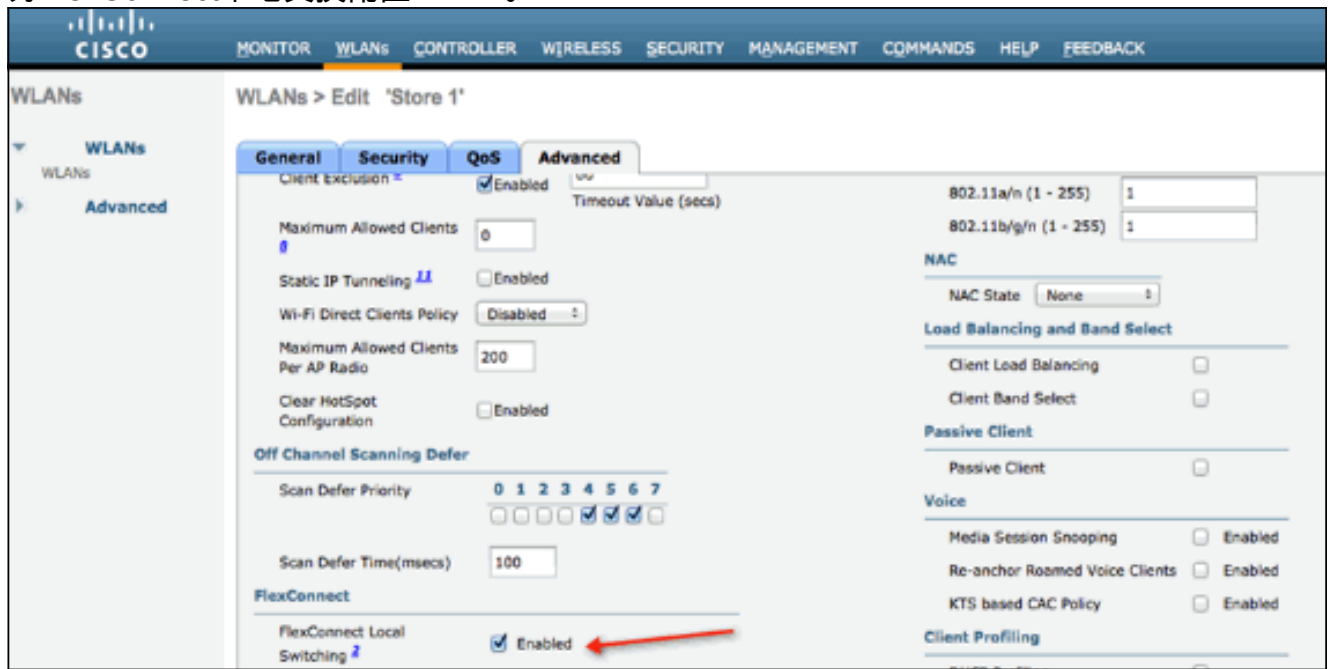 CISCO
MONITOR WLANs CONTROLLER WIRELESS SECURITY MANAGEMENT COMMANDS HELP FEEDBACK
WLANs
WLANs > Edit 'Store 1'
WLANs
WLANs
Advanced
General Security QoS Advanced
Client Exclusion
Enabled
Timeout Value (secs)
Maximum Allowed Clients
8
0
Static IP Tunneling 11
Enabled
Wi-Fi Direct Clients Policy
Disabled
Maximum Allowed Clients
Per AP Radio
200
Clear HotSpot
Configuration
Enabled
Off Channel Scanning Defer
Scan Defer Priority
0 1 2 3 4 5 6 7
Scan Defer Time(msecs)
100
FlexConnect
FlexConnect Local
Switching 2
Enabled
802.11a/n (1 - 255) 1
802.11b/g/n (1 - 255) 1
NAC
NAC State None
Load Balancing and Band Select
Client Load Balancing
Client Band Select
Passive Client
Passive Client
Voice
Media Session Snooping Enabled
Re-anchor Roamed Voice Clients Enabled
KTS based CAC Policy Enabled
Client Profiling